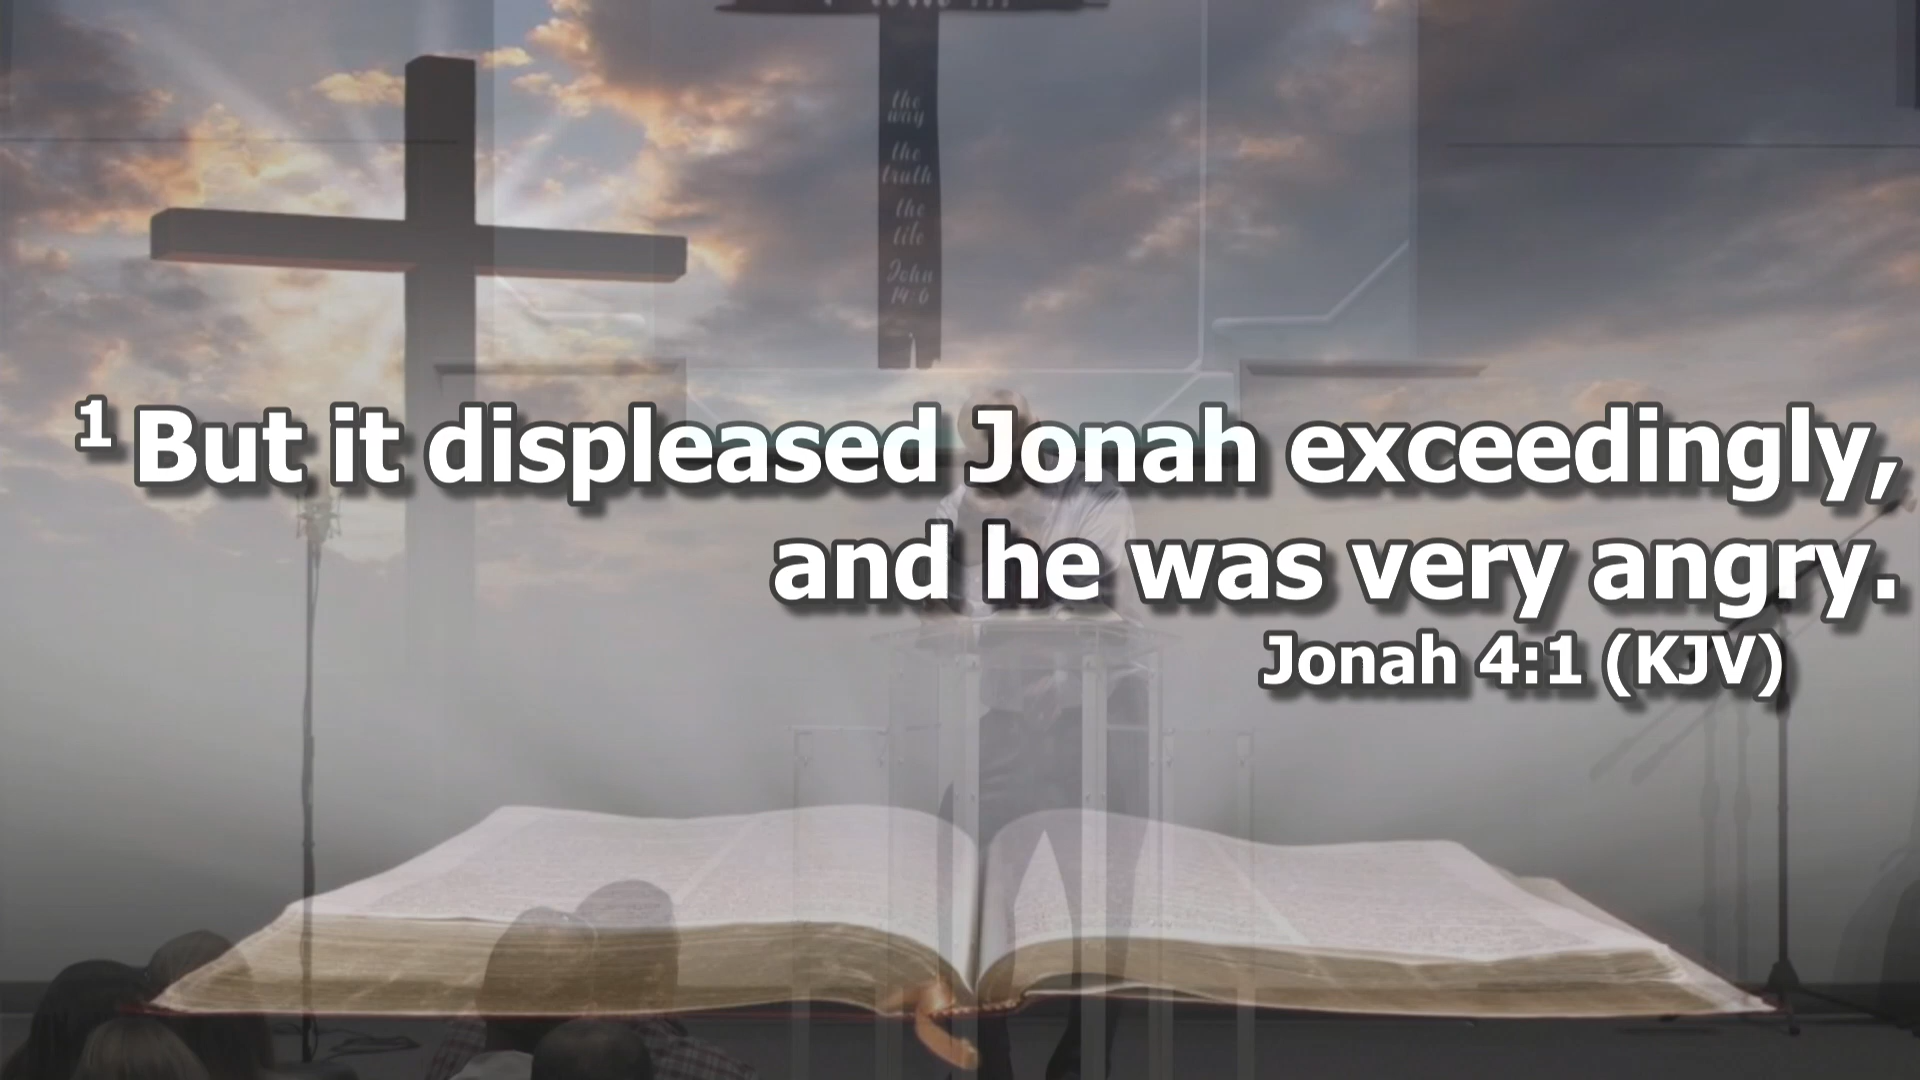 the
way
the
truth
the
life
John
14:6
1 But it displeased Jonah exceedingly,
and he was very angry.
Jonah 4:1 (KJV)